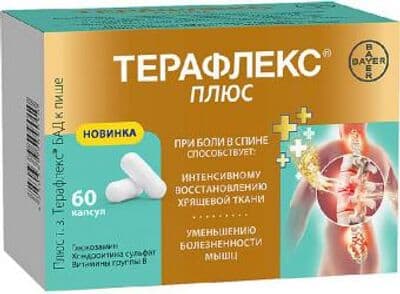 ТЕРАФЛЕКС®
ПЛЮС
BAYER
BAYER
НОВИНКА
ПРИ БОЛИ В СПИНЕ
СПОСОБСТВУЕТ:
ИНТЕНСИВНОМУ
ВОССТАНОВЛЕНИЮ
ХРЯЩЕВОЙ ТКАНИ
УМЕНЬШЕНИЮ
БОЛЕЗНЕННОСТИ
МЫШЦ
60
капсул
Глюкозамин
Хондроитина сульфат
Витамины группы В
Плюс т. з. Терафлекс® БАД к пище